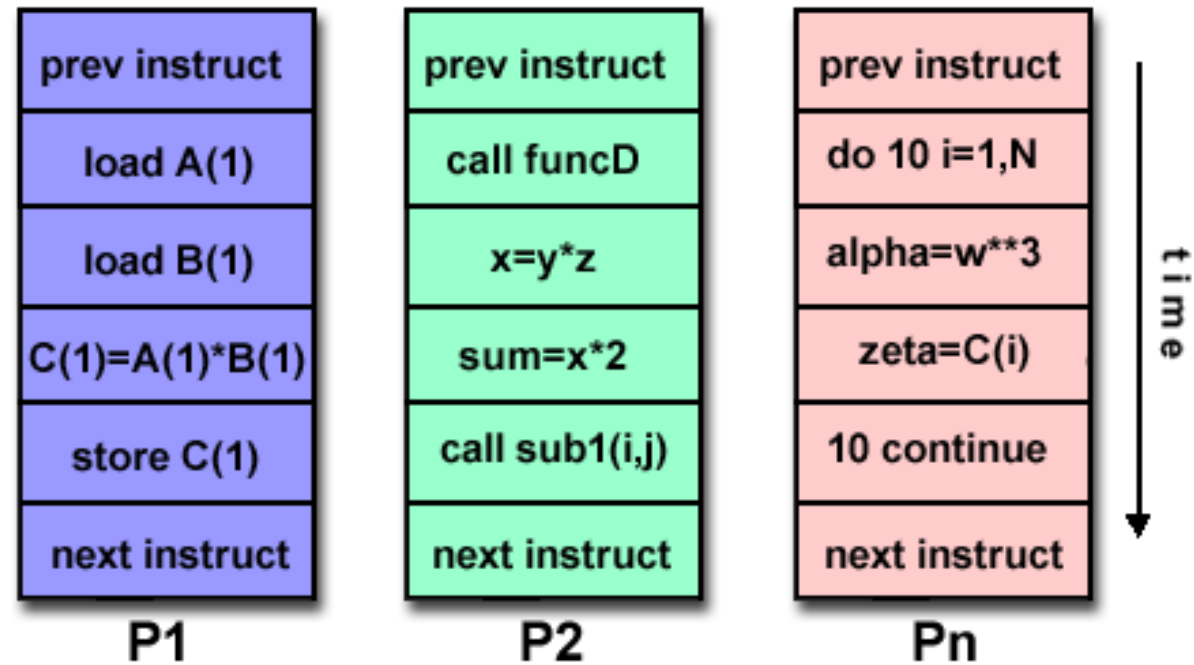 prev instruct
load A(1)
load B(1)
C(1)=A(1)*B(1)
store C(1)
next instruct
P1
prev instruct
call funcD
x=y*z
sum=x*2
call sub1(i,j)
next instruct
P2
prev instruct
do 10 i=1,N
alpha=w**3
zeta=C(i)
10 continue
next instruct
Pn
time